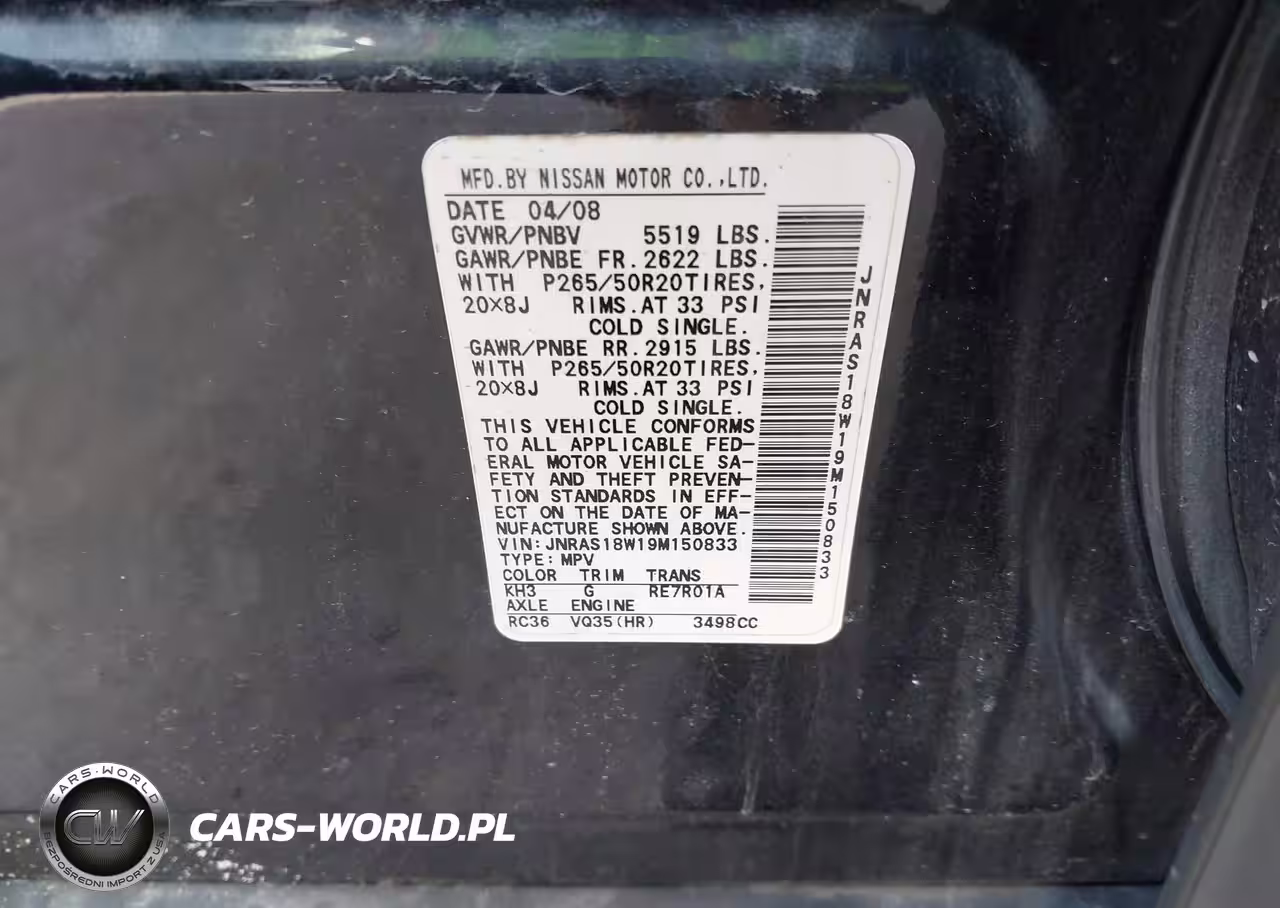 MFD.BY NISSAN MOTOR CO.,LTD.
DATE 04/08
GVWR/PNBV 5519 LBS.
GAWR/PNBE FR.2622 LBS.
WITH P265/50R20TIRES,
20×8J RIMS.AT 33 PSI
COLD SINGLE.
GAWR/PNBE RR.2915 LBS.
WITH P265/50R20TIRES,
20×8J RIMS.AT 33 PSI
COLD SINGLE.
THIS VEHICLE CONFORMS
TO ALL APPLICABLE FED-
ERAL MOTOR VEHICLE SA-
FETY AND THEFT PREVEN-
TION STANDARDS IN EFF-
ECT ON THE DATE OF MA-
NUFACTURE SHOWN ABOVE.
VIN:JNRAS18W19M150833
TYPE:MPV
COLOR TRIM TRANS
KH3 G RE7R01A
AXLE ENGINE
RC36 VQ35(HR) 3498CC
JNRAS18W19M150833
CARS-WORLD
CW
BEZPOŚREDNI IMPORT Z USA
CARS-WORLD.PL